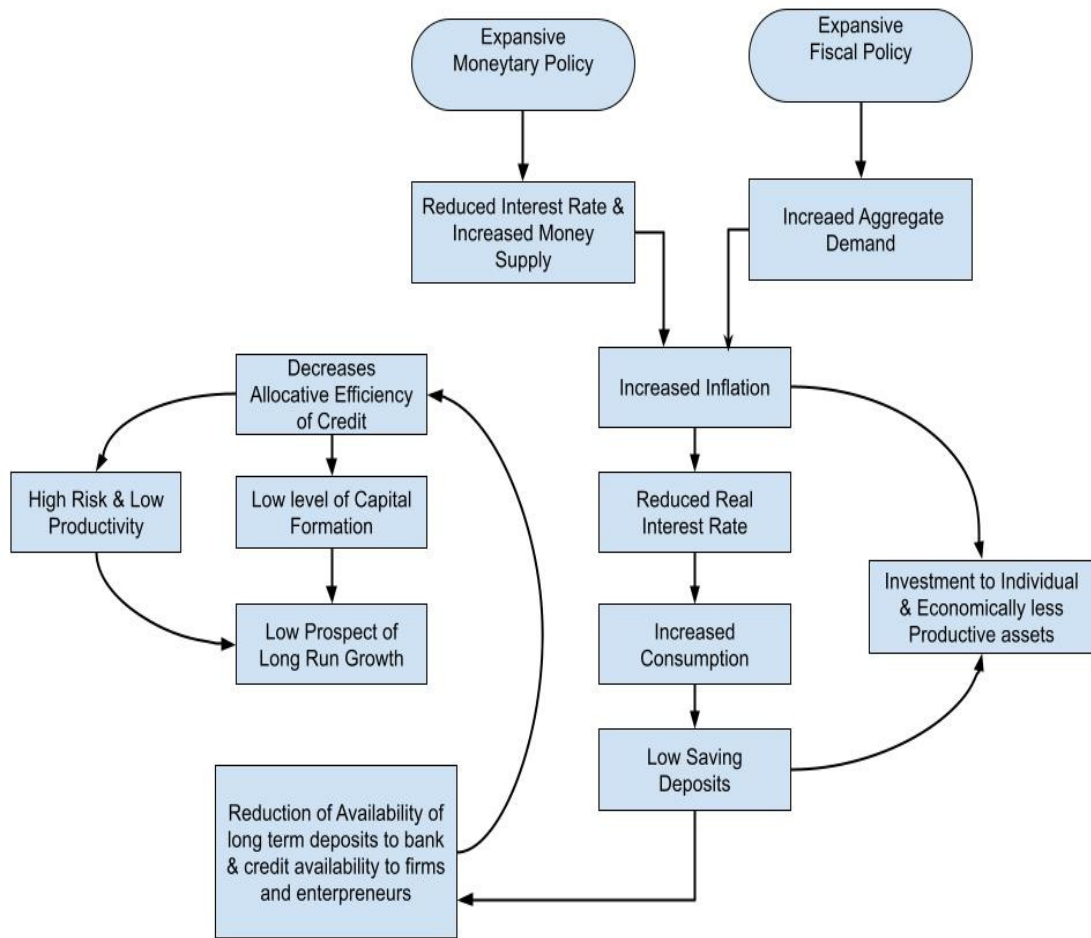 Expansive
Moneytary Policy
Expansive
Fiscal Policy
Reduced Interest Rate &
Increased Money
Supply
Increaed Aggregate
Demand
Decreases
Allocative Efficiency
of Credit
Increased Inflation
High Risk & Low
Productivity
Low level of Capital
Formation
Reduced Real
Interest Rate
Investment to Individual
& Economically less
Productive assets
Low Prospect of
Long Run Growth
Increased
Consumption
Low Saving
Deposits
Reduction of Availability of
long term deposits to bank
& credit availability to firms
and enterpreneurs